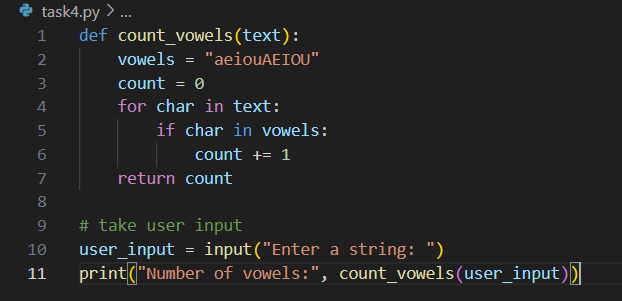 task4.py > ...
1 def count_vowels(text):
2     vowels = "aeiouAEIOU"
3     count = 0
4     for char in text:
5         if char in vowels:
6             count += 1
7     return count
8
9 # take user input
10 user_input = input("Enter a string: ")
11 print("Number of vowels:", count_vowels(user_input))